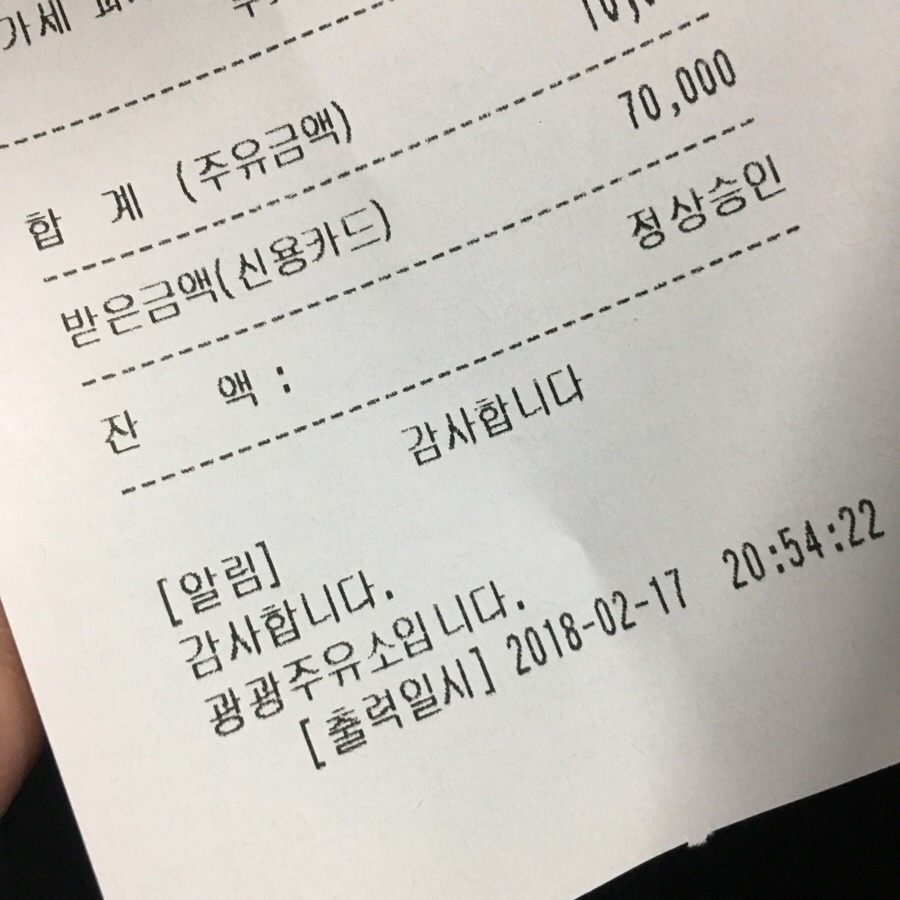 합 계 (주유금액) 70,000
받은금액(신용카드) 정상승인
잔 액 :
감사합니다
[알림]
감사합니다.
광광주유소입니다.
[출력일시] 2018-02-17 20:54:22